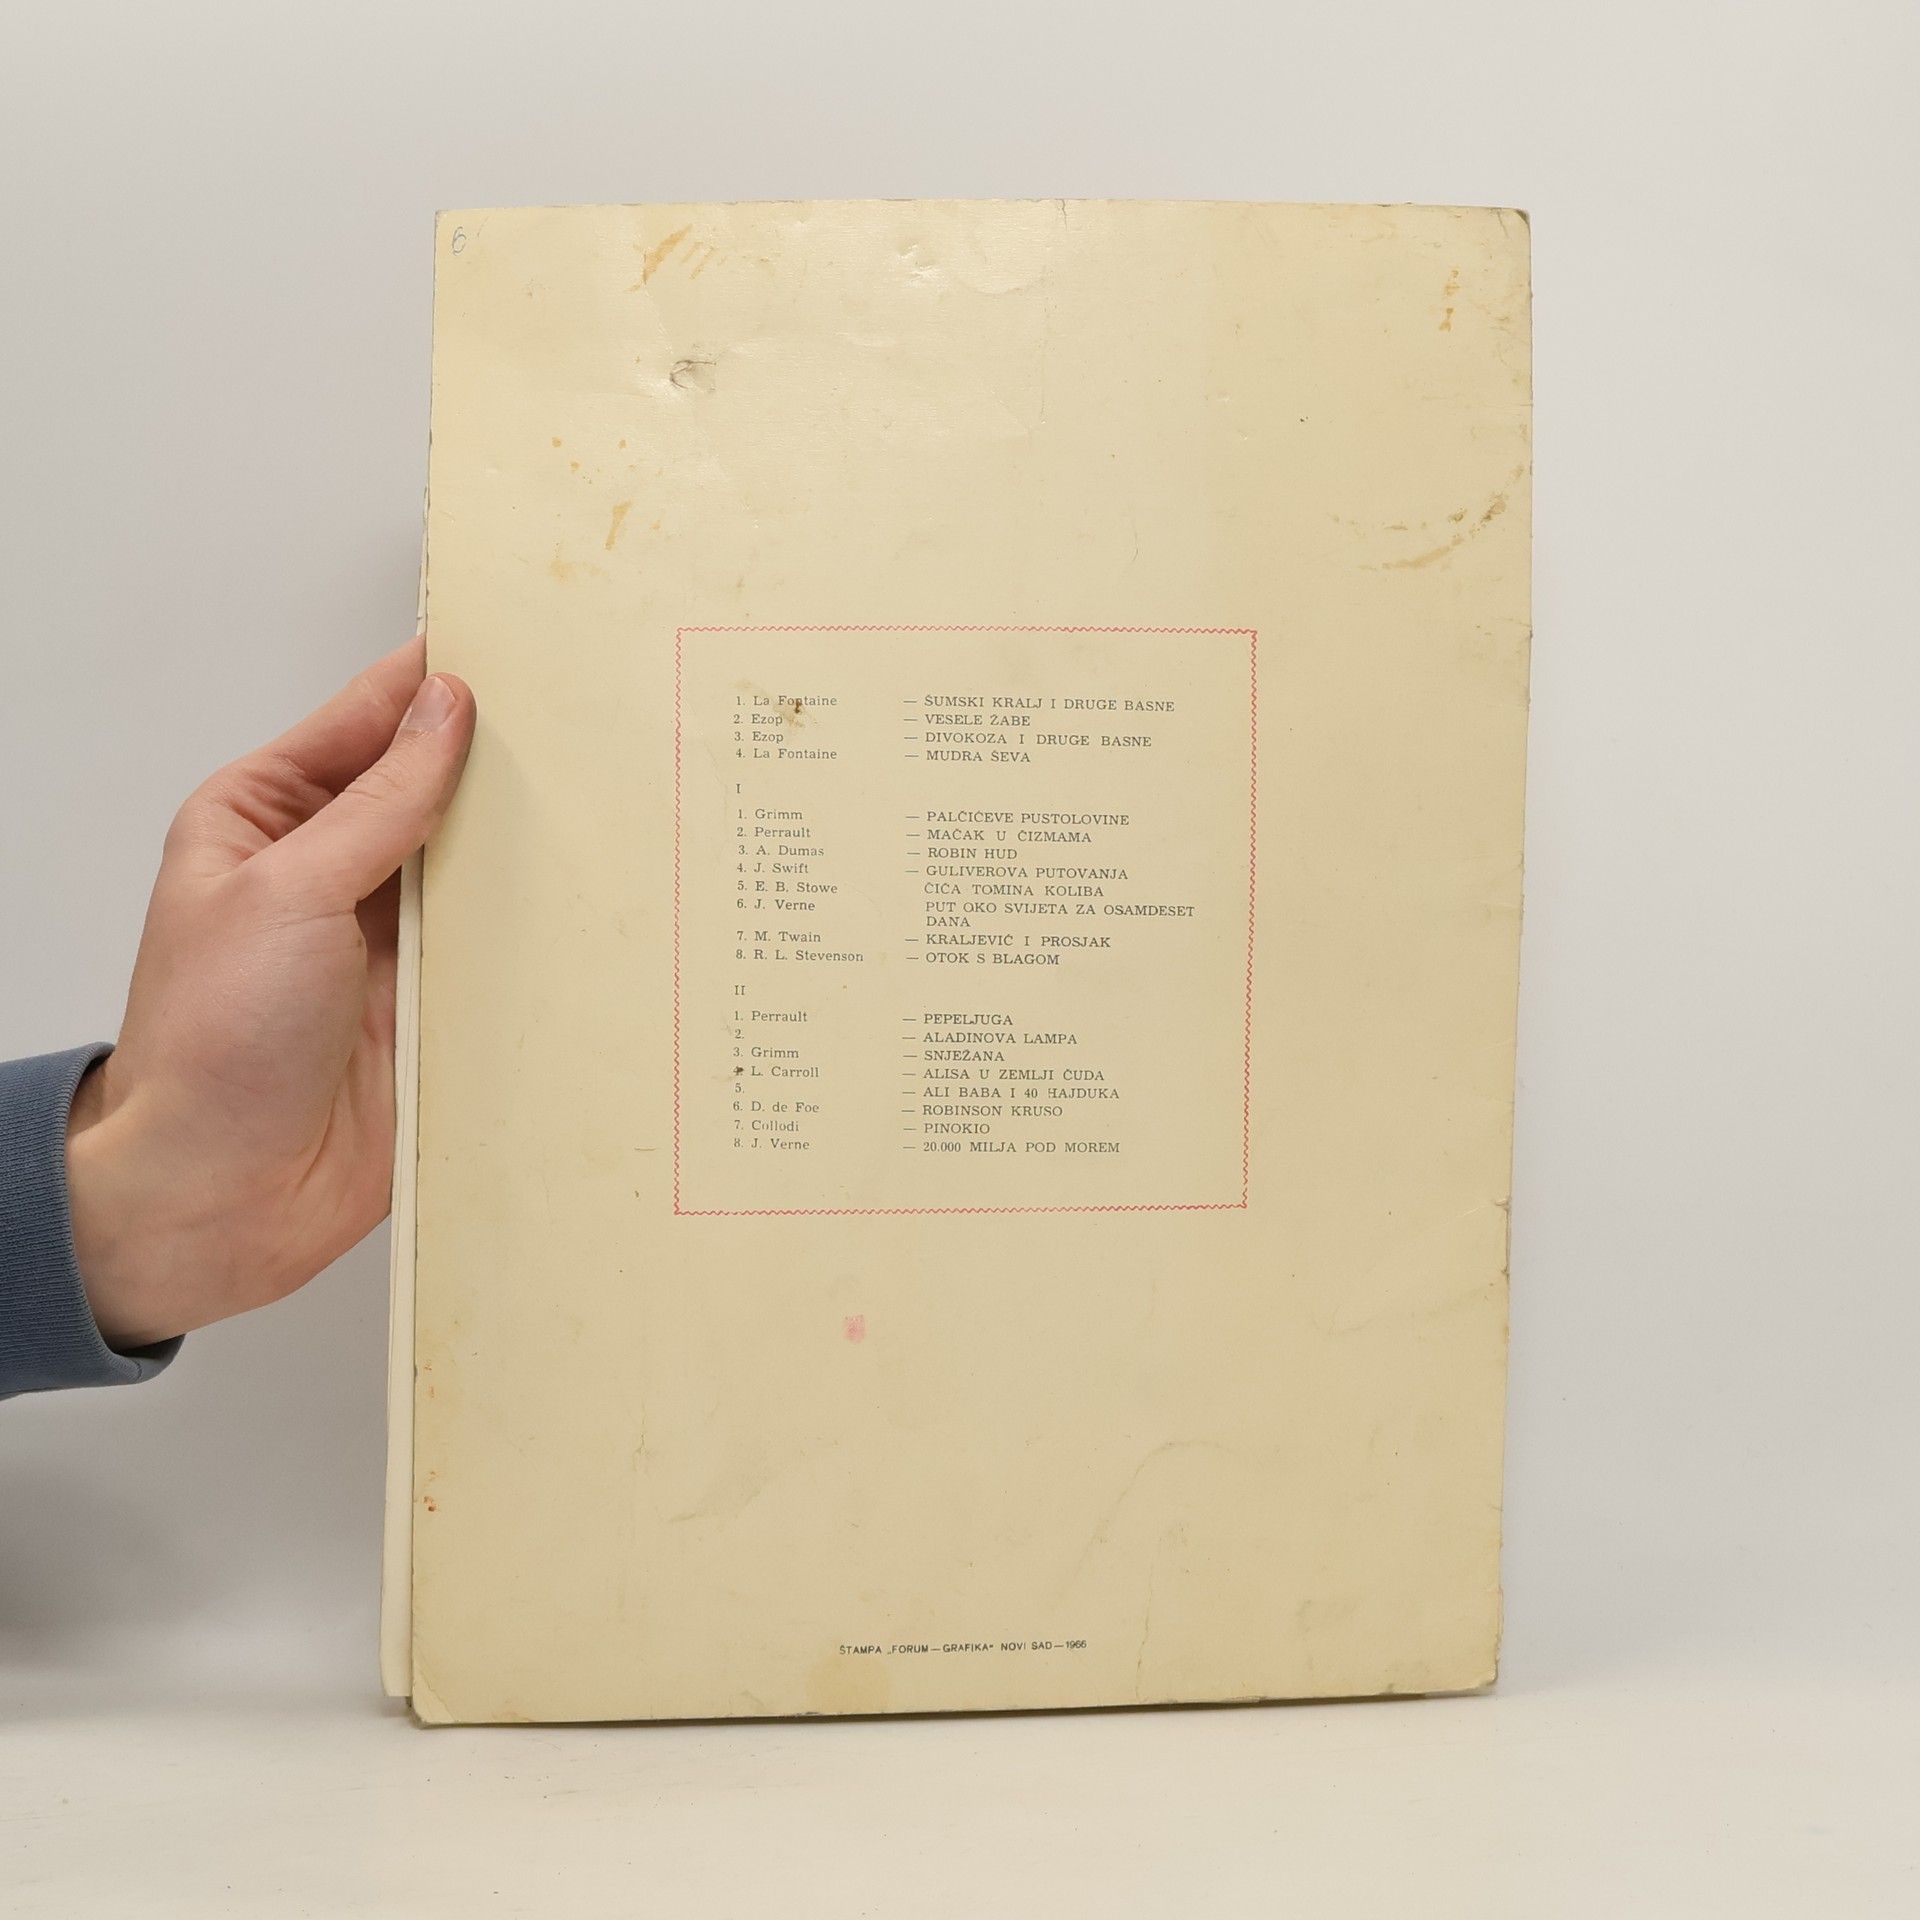 6
1. La Fontaine — ŠUMSKI KRALJ I DRUGE BASNE
2. Ezop — VESELE ŽABE
3. Ezop — DIVOKOZA I DRUGE BASNE
4. La Fontaine — MUDRA ŠEVA
I
1. Grimm — PALČIĆEVE PUSTOLOVINE
2. Perrault — MAČAK U ČIZMAMA
3. A. Dumas — ROBIN HUD
4. J. Swift — GULIVEROVA PUTOVANJA
5. E. B. Stowe ČIČA TOMINA KOLIBA
6. J. Verne PUT OKO SVIJETA ZA OSAMDESET
DANA
7. M. Twain — KRALJEVIĆ I PROSJAK
8. R. L. Stevenson — OTOK S BLAGOM
II
1. Perrault — PEPELJUGA
2. — ALADINOVA LAMPA
3. Grimm — SNJEŽANA
4. L. Carroll — ALISA U ZEMLJI ČUDA
5. — ALI BABA I 40 HAJDUKA
6. D. de Foe — ROBINSON KRUSO
7. Collodi — PINOKIO
8. J. Verne — 20.000 MILJA POD MOREM
ŠTAMPA „FORUM—GRAFIKA" NOVI SAD—1966